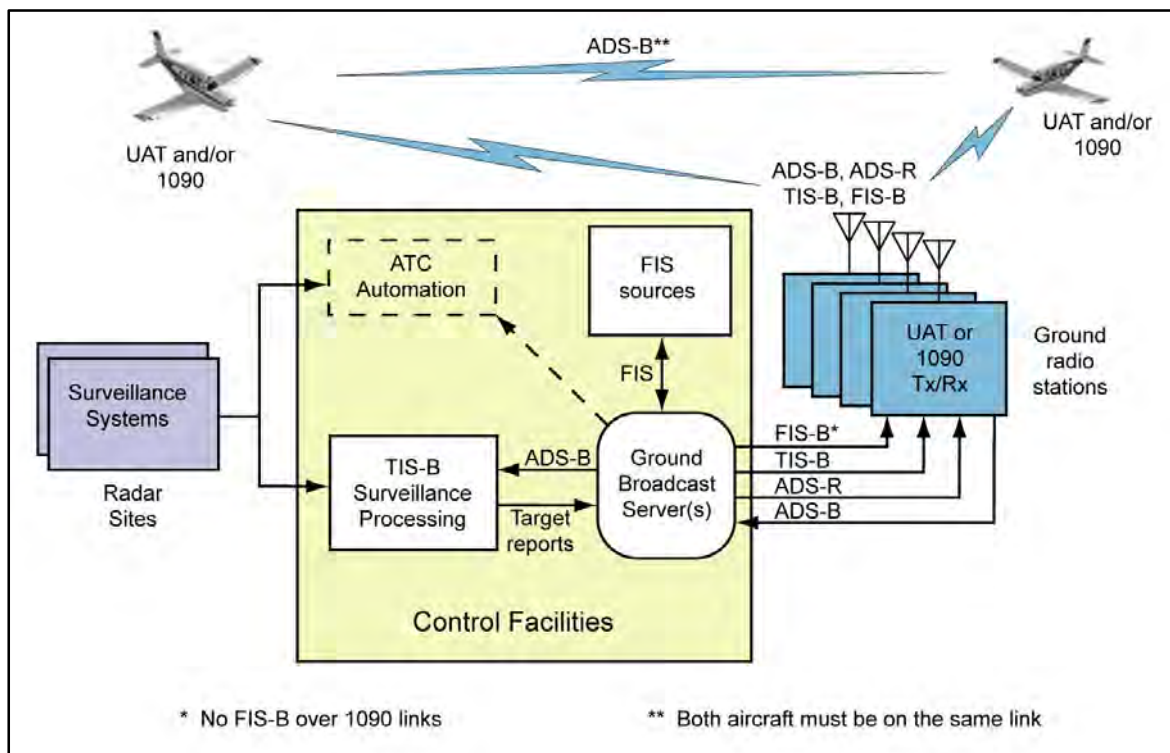 ADS-B**
UAT and/or
1090
UAT and/or
1090
ADS-B, ADS-R
TIS-B, FIS-B
ATC
Automation
FIS
sources
UAT or
1090
Tx/Rx
Ground
radio
stations
Surveillance
Systems
Radar
Sites
FIS
TIS-B
Surveillance
Processing
ADS-B
Target
reports
Ground
Broadcast
Server(s)
FIS-B*
TIS-B
ADS-R
ADS-B
Control Facilities
* No FIS-B over 1090 links
** Both aircraft must be on the same link